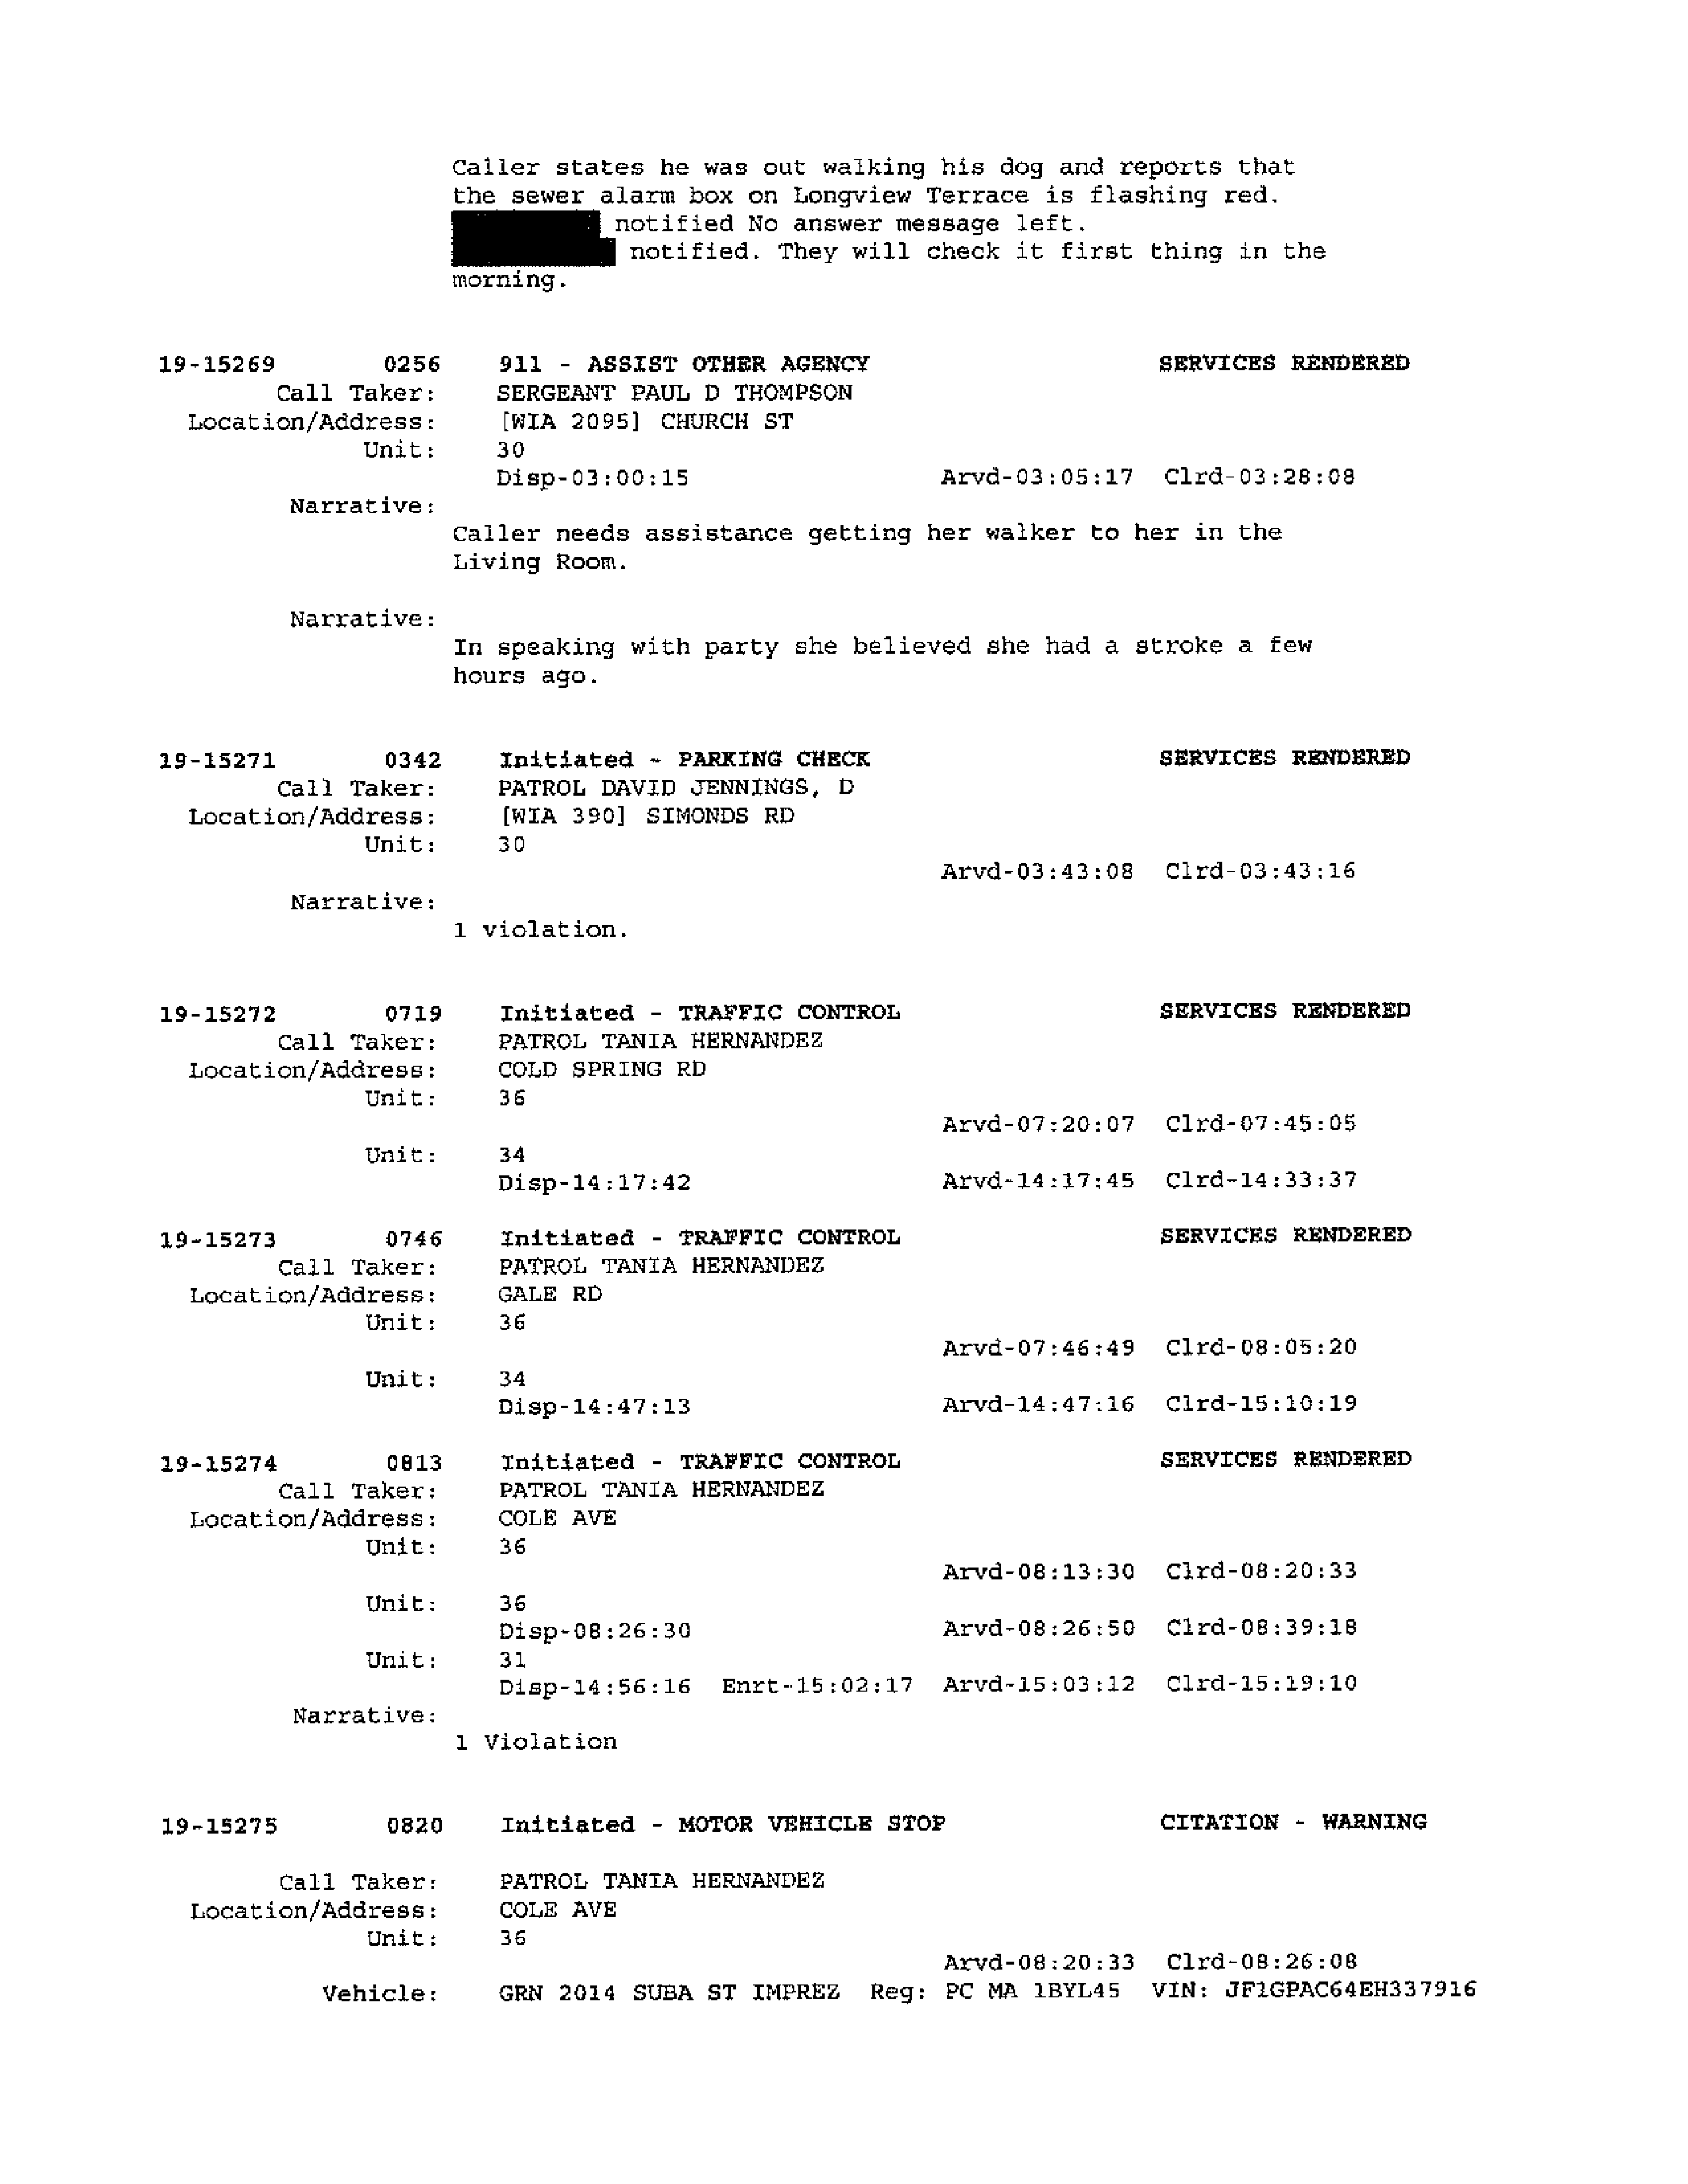 Caller states he was out walking his dog and reports that
the sewer alarm box on Longview Terrace is flashing red.
notified No answer message left.
notified. They will check it first thing in the
morning.
19-15269 0256 911 - ASSIST OTHER AGENCY SERVICES RENDERED
Call Taker: SERGEANT PAUL D THOMPSON
Location/Address: [WIA 2095] CHURCH ST
Unit: 30
Disp-03:00:15 Arvd-03:05:17 Clrd-03:28:08
Narrative:
Caller needs assistance getting her walker to her in the
Living Room.
Narrative:
In speaking with party she believed she had a stroke a few
hours ago.
19-15271 0342 Initiated - PARKING CHECK SERVICES RENDERED
Call Taker: PATROL DAVID JENNINGS, D
Location/Address: [WIA 390] SIMONDS RD
Unit: 30
Arvd-03:43:08 Clrd-03:43:16
Narrative:
1 violation.
19-15272 0719 Initiated - TRAFFIC CONTROL SERVICES RENDERED
Call Taker: PATROL TANIA HERNANDEZ
Location/Address: COLD SPRING RD
Unit: 36
Arvd-07:20:07 Clrd-07:45:05
Unit: 34
Disp-14:17:42 Arvd-14:17:45 Clrd-14:33:37
19-15273 0746 Initiated - TRAFFIC CONTROL SERVICES RENDERED
Call Taker: PATROL TANIA HERNANDEZ
Location/Address: GALE RD
Unit: 36
Arvd-07:46:49 Clrd-08:05:20
Unit: 34
Disp-14:47:13 Arvd-14:47:16 Clrd-15:10:19
19-15274 0813 Initiated - TRAFFIC CONTROL SERVICES RENDERED
Call Taker: PATROL TANIA HERNANDEZ
Location/Address: COLE AVE
Unit: 36
Arvd-08:13:30 Clrd-08:20:33
Unit: 36
Disp-08:26:30 Arvd-08:26:50 Clrd-08:39:18
Unit: 31
Disp-14:56:16 Enrt-15:02:17 Arvd-15:03:12 Clrd-15:19:10
Narrative:
1 Violation
19-15275 0820 Initiated - MOTOR VEHICLE STOP CITATION - WARNING
Call Taker: PATROL TANIA HERNANDEZ
Location/Address: COLE AVE
Unit: 36
Arvd-08:20:33 Clrd-08:26:08
Vehicle: GRN 2014 SUBA ST IMPREZ Reg: PC MA 1BYL45 VIN: JF1GPAC64EH337916